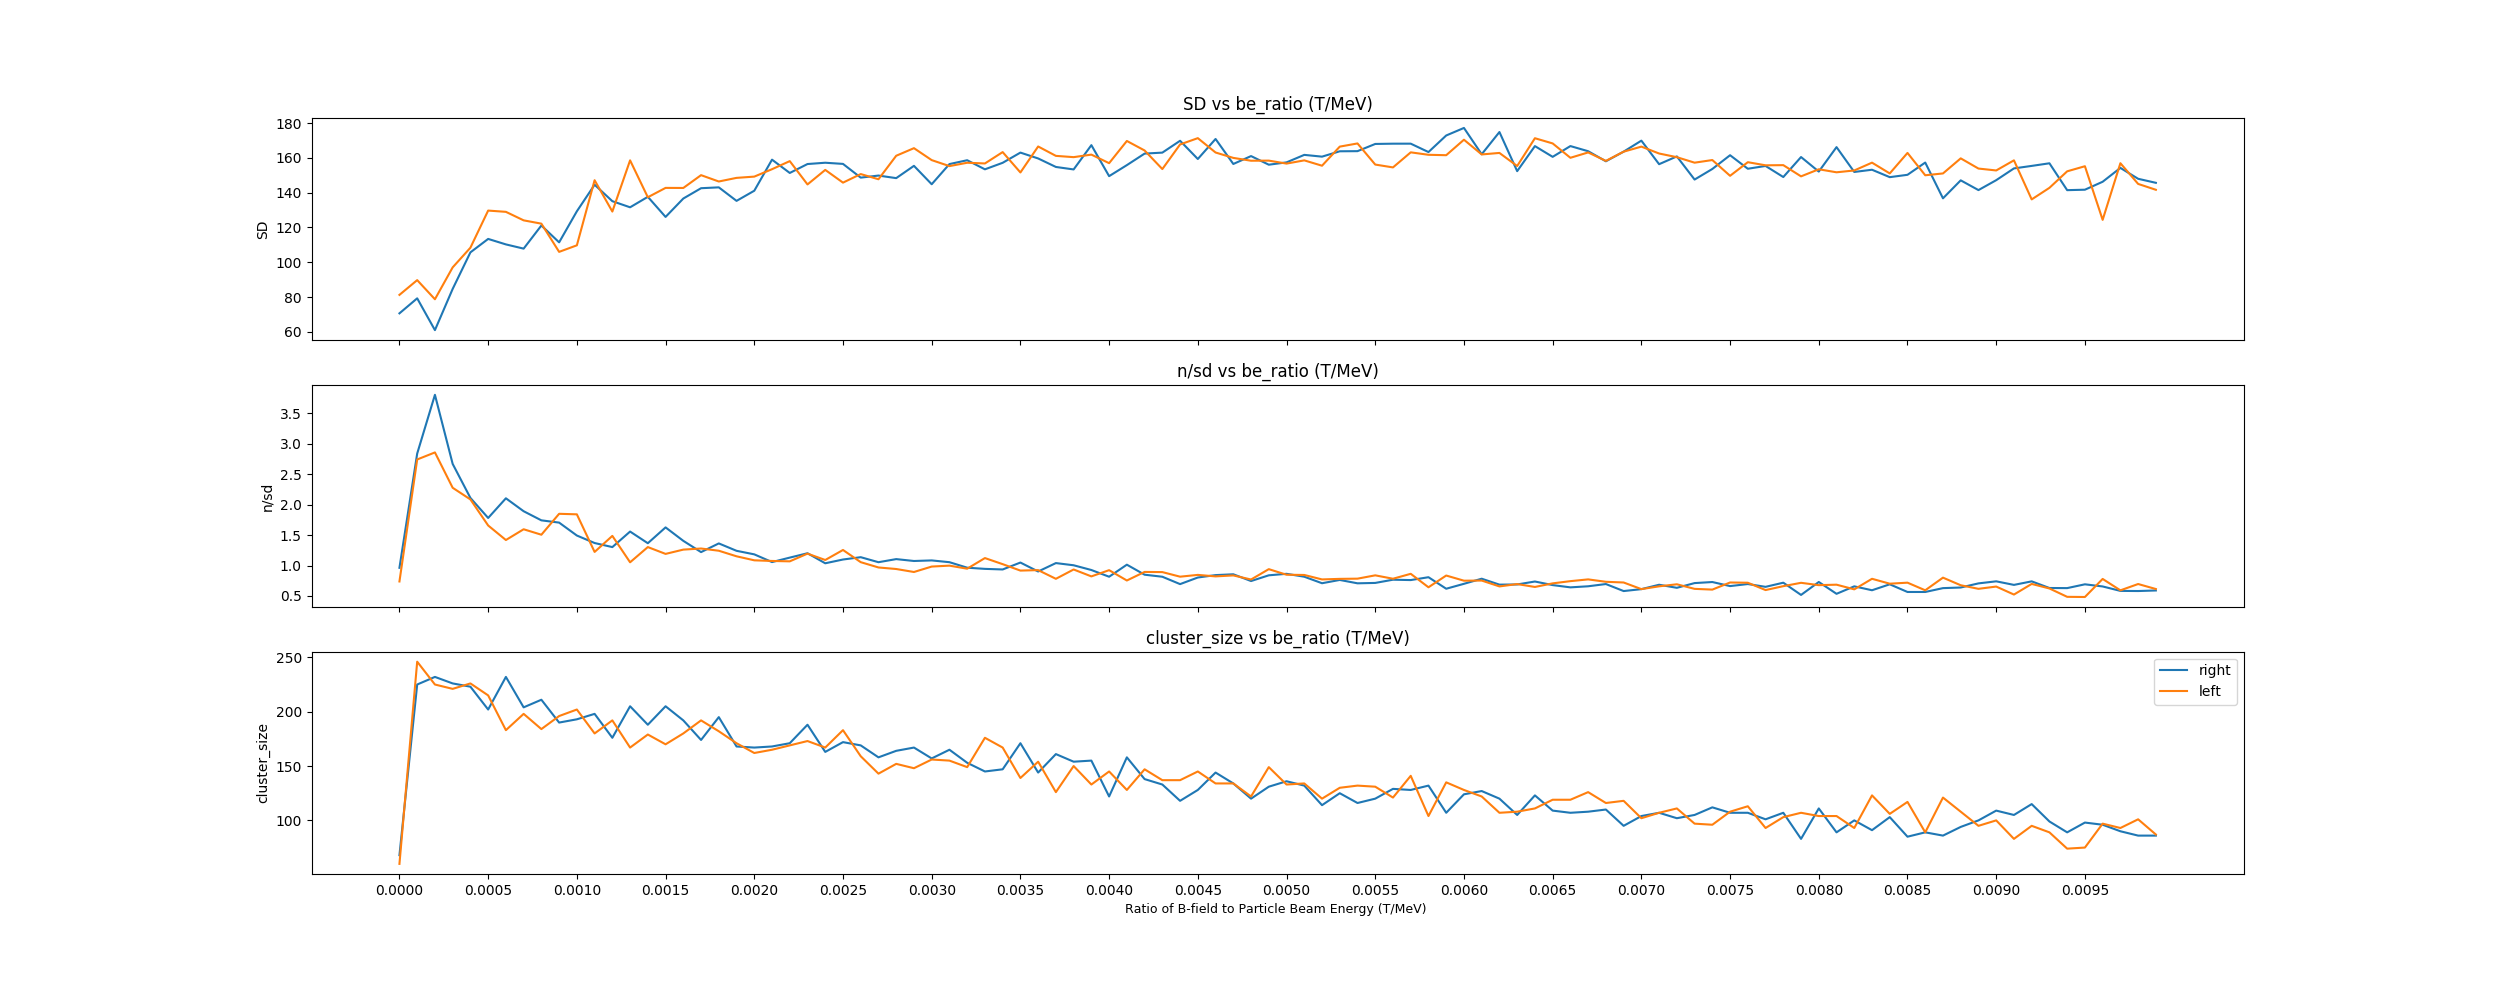 SD vs be_ratio (T/MeV)
180
160
140
120
100
80
60
SD
n/sd vs be_ratio (T/MeV)
3.5
3.0
2.5
2.0
1.5
1.0
0.5
n/sd
cluster_size vs be_ratio (T/MeV)
250
200
150
100
cluster_size
right
left
0.0000 0.0005 0.0010 0.0015 0.0020 0.0025 0.0030 0.0035 0.0040 0.0045 0.0050 0.0055 0.0060 0.0065 0.0070 0.0075 0.0080 0.0085 0.0090 0.0095
Ratio of B-field to Particle Beam Energy (T/MeV)